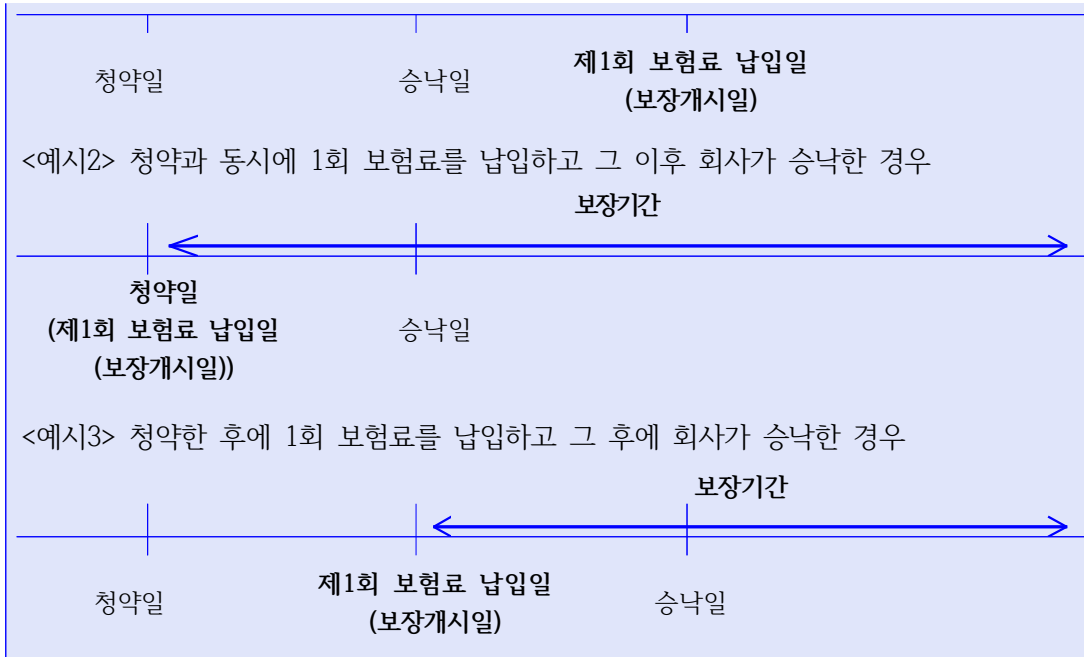 청약일 승낙일 제1회 보험료 납입일
(보장개시일)
<예시2> 청약과 동시에 1회 보험료를 납입하고 그 이후 회사가 승낙한 경우
보장기간
청약일
(제1회 보험료 납입일 승낙일
(보장개시일))
<예시3> 청약한 후에 1회 보험료를 납입하고 그 후에 회사가 승낙한 경우
보장기간
청약일 제1회 보험료 납입일 승낙일
(보장개시일)